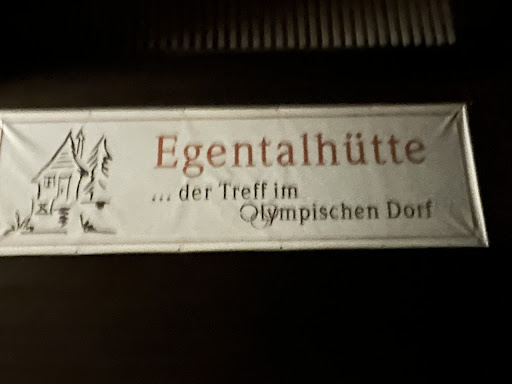 Egentalhütte
... der Treff im
Olympischen Dorf